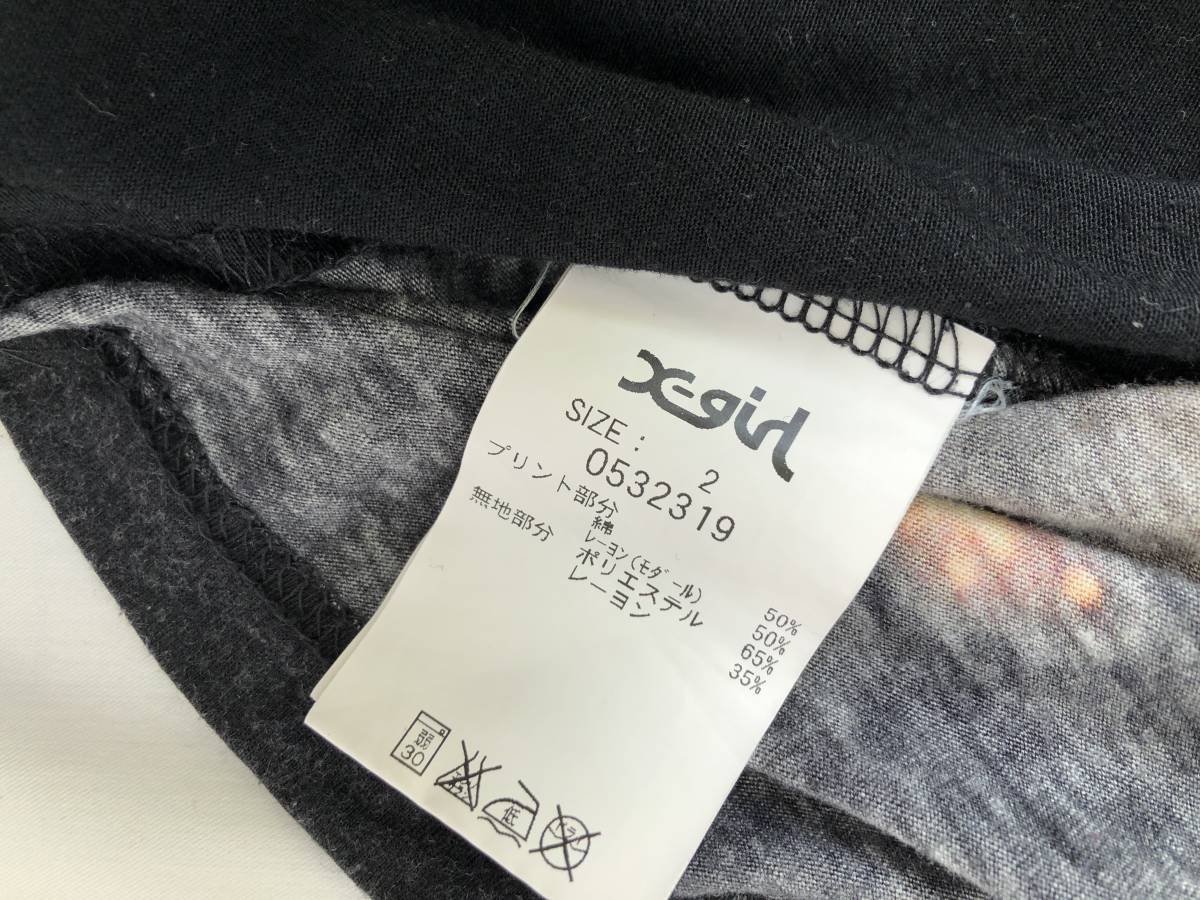 X-girl
SIZE : 2
0532319
プリント部分
綿 50%
レーヨン(モダール) 50%
無地部分
ポリエステル 65%
レーヨン 35%
弱
30
低